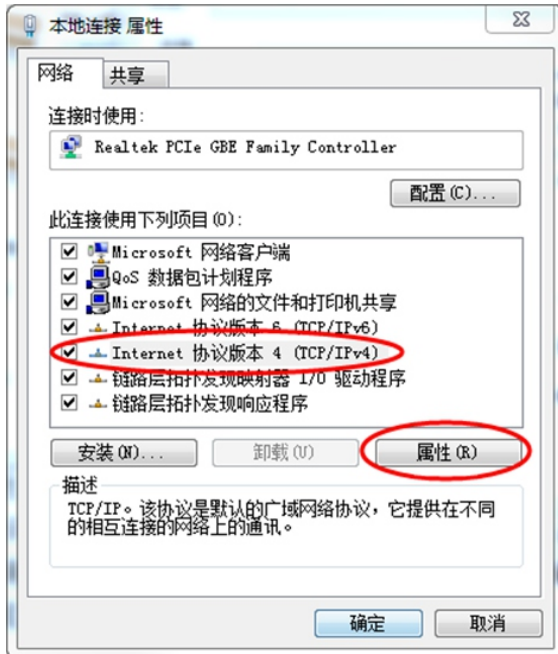 本地连接 属性
网络
共享
连接时使用:
Realtek PCIe GBE Family Controller
配置(C)...
此连接使用下列项目(O):
Microsoft 网络客户端
QoS 数据包计划程序
Microsoft 网络的文件和打印机共享
Internet 协议版本 6 (TCP/IPv6)
Internet 协议版本 4 (TCP/IPv4)
链路层拓扑发现映射器 I/O 驱动程序
链路层拓扑发现响应程序
安装(N)...
卸载(U)
属性(R)
描述
TCP/IP。该协议是默认的广域网络协议，它提供在不同
的相互连接的网络上的通讯。
确定
取消